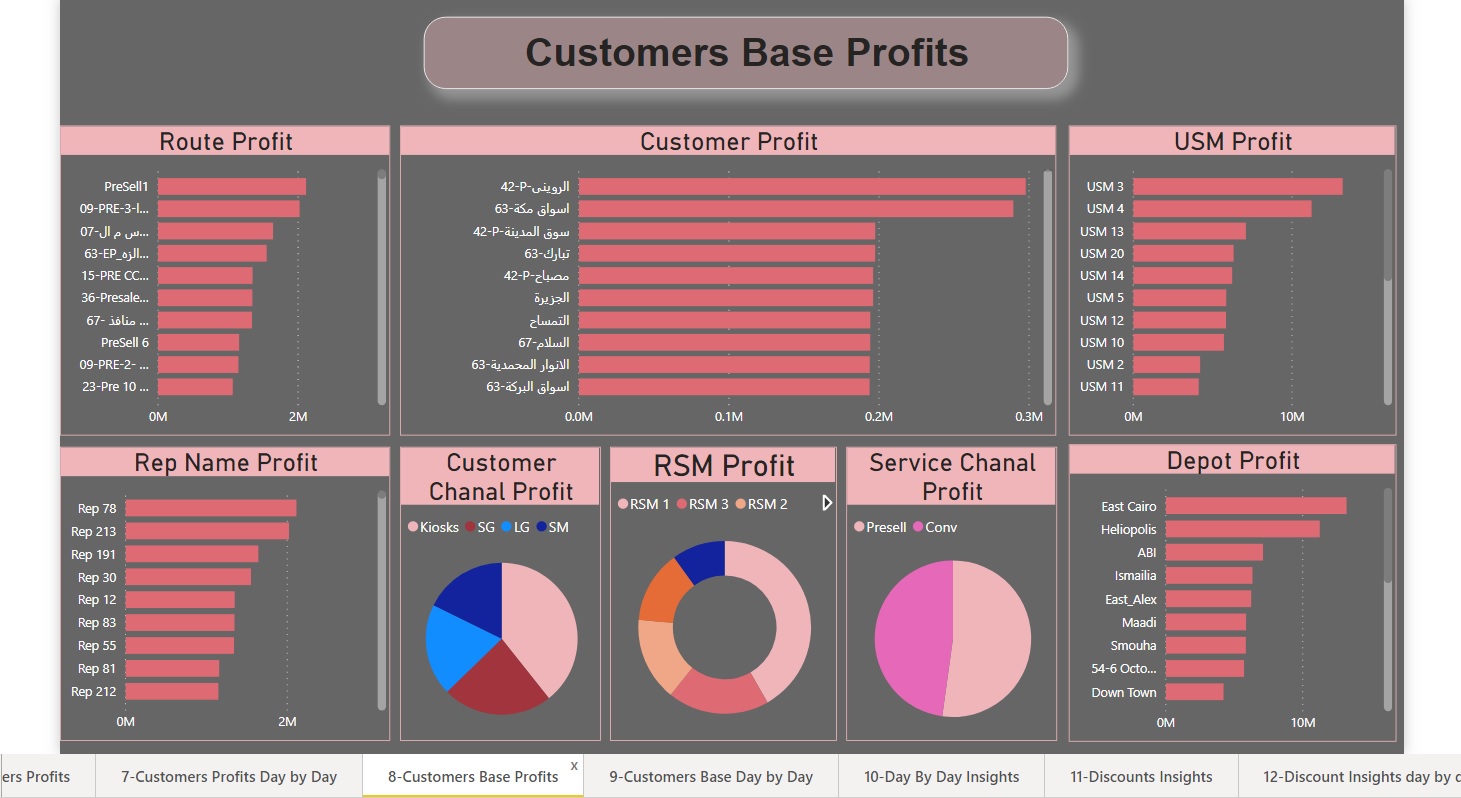 Customers Base Profits
Route Profit
PreSell1
09-PRE-3-ا...
07-س م ال...
63-EP_الزه...
15-PRE CC...
36-Presale...
67- منافذ ...
PreSell 6
09-PRE-2- ...
23-Pre 10 ...
0M 2M
Customer Profit
42-P-الروبنى
63-اسواق مكة
42-P-سوق المدينة
63-تبارك
42-P-مصباح
الجزيرة
التمساح
67-السلام
63-الانوار المحمدية
63-اسواق البركة
0.0M 0.1M 0.2M 0.3M
USM Profit
USM 3
USM 4
USM 13
USM 20
USM 14
USM 5
USM 12
USM 10
USM 2
USM 11
0M 10M
Rep Name Profit
Rep 78
Rep 213
Rep 191
Rep 30
Rep 12
Rep 83
Rep 55
Rep 81
Rep 212
0M 2M
Customer
Chanal Profit
Kiosks SG LG SM
RSM Profit
RSM 1 RSM 3 RSM 2
Service Chanal
Profit
Presell Conv
Depot Profit
East Cairo
Heliopolis
ABI
Ismailia
East_Alex
Maadi
Smouha
54-6 Octo...
Down Town
0M 10M
ers Profits 7-Customers Profits Day by Day 8-Customers Base Profits x 9-Customers Base Day by Day 10-Day By Day Insights 11-Discounts Insights 12-Discount Insights day by d